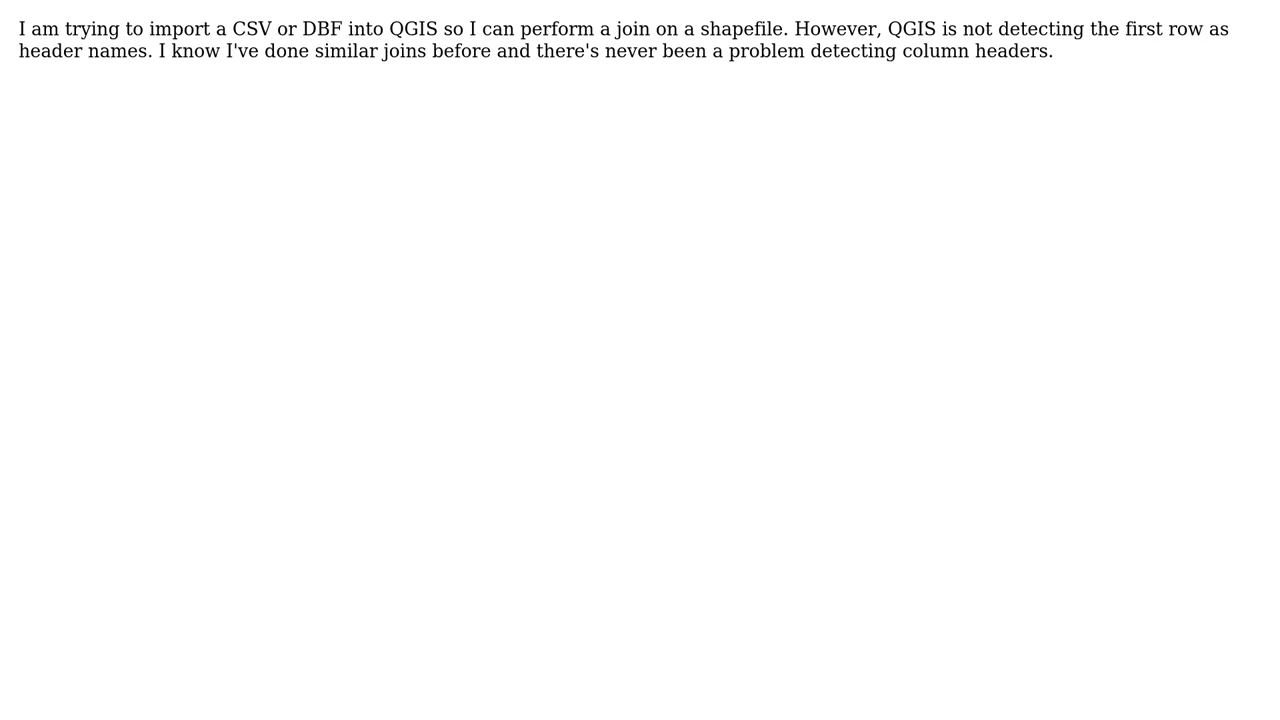 I am trying to import a CSV or DBF into QGIS so I can perform a join on a shapefile. However, QGIS is not detecting the first row as
header names. I know I've done similar joins before and there's never been a problem detecting column headers.